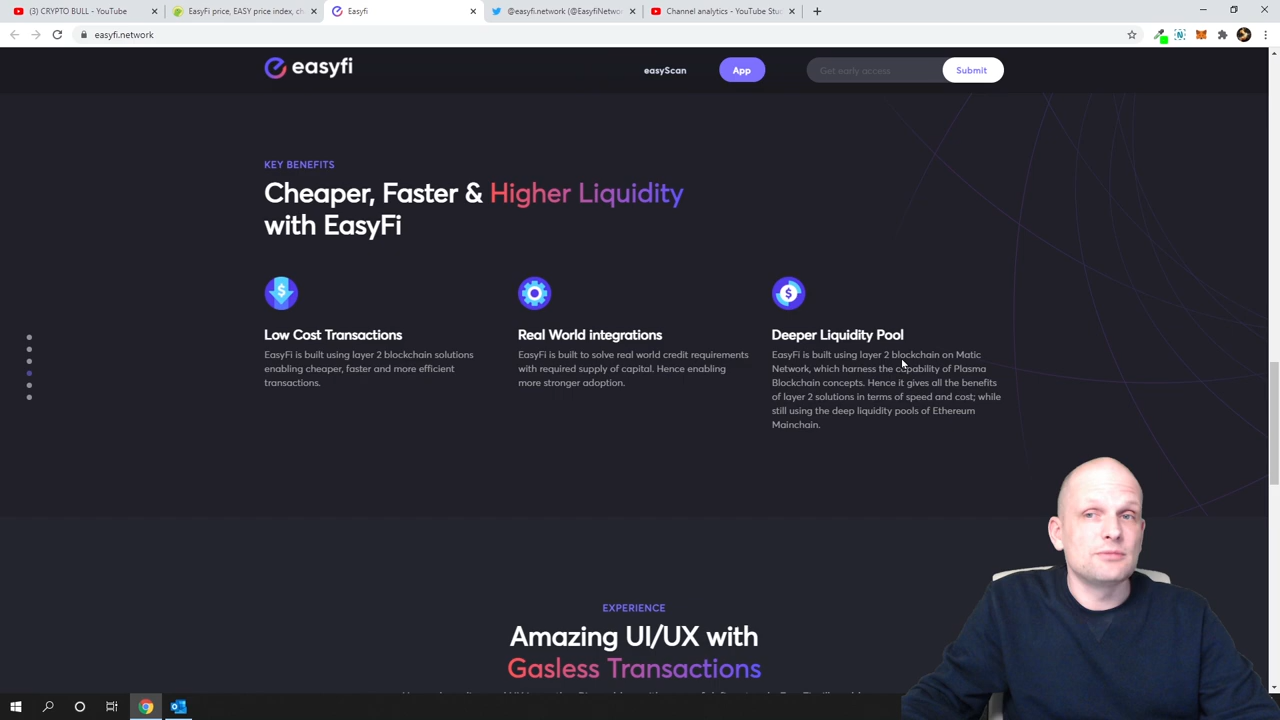 (3) CRYPTO BULL - YouTube
EasyFi price, EASY price index, ch
Easyfi
@easyfi.network (@EasyfiNetwor
Channel analytics - YouTube Stu
easyfi.network
easyfi
easyScan
App
Get early access
Submit
KEY BENEFITS
Cheaper, Faster & Higher Liquidity
with EasyFi
Low Cost Transactions
EasyFi is built using layer 2 blockchain solutions
enabling cheaper, faster and more efficient
transactions.
Real World integrations
EasyFi is built to solve real world credit requirements
with required supply of capital. Hence enabling
more stronger adoption.
Deeper Liquidity Pool
EasyFi is built using layer 2 blockchain on Matic
Network, which harness the capability of Plasma
Blockchain concepts. Hence it gives all the benefits
of layer 2 solutions in terms of speed and cost; while
still using the deep liquidity pools of Ethereum
Mainchain.
EXPERIENCE
Amazing UI/UX with
Gasless Transactions